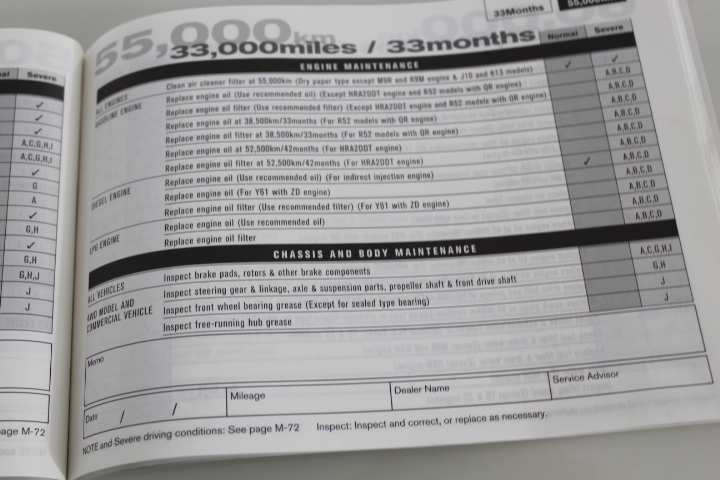 Severe
✓
✓
✓
A,C,G,H,I
A,C,G,H,I
✓
G
A
✓
G,H
✓
G,H
G,H,J
J
J
age M-72
33Months
55,000km
33,000miles / 33months
Normal Severe
ENGINE MAINTENANCE
ALL ENGINES Clean air cleaner filter at 55,000km (Dry paper type except M9R and R9M engine & J10 and K13 models) ✓ ✓
GASOLINE ENGINE Replace engine oil (Use recommended oil) (Except HRA2DDT engine and R52 models with QR engine) A,B,C,D
Replace engine oil filter (Use recommended filter) (Except HRA2DDT engine and R52 models with QR engine) A,B,C,D
Replace engine oil at 38,500km/33months (For R52 models with QR engine) A,B,C,D
Replace engine oil filter at 38,500km/33months (For R52 models with QR engine) A,B,C,D
Replace engine oil at 52,500km/42months (For HRA2DDT engine) A,B,C,D
Replace engine oil filter at 52,500km/42months (For HRA2DDT engine) A,B,C,D
DIESEL ENGINE Replace engine oil (Use recommended oil) (For indirect injection engine) ✓ A,B,C,D
Replace engine oil (For Y61 with ZD engine) A,B,C,D
Replace engine oil filter (Use recommended filter) (For Y61 with ZD engine) A,B,C,D
LPG ENGINE Replace engine oil (Use recommended oil) A,B,C,D
Replace engine oil filter A,B,C,D
CHASSIS AND BODY MAINTENANCE
ALL VEHICLES Inspect brake pads, rotors & other brake components A,C,G,H,I
Inspect steering gear & linkage, axle & suspension parts, propeller shaft & front drive shaft G,H
4WD MODEL AND COMMERCIAL VEHICLE Inspect front wheel bearing grease (Except for sealed type bearing) J
Inspect free-running hub grease J
Memo
Date / / Mileage Dealer Name Service Advisor
NOTE and Severe driving conditions: See page M-72 Inspect: Inspect and correct, or replace as necessary.